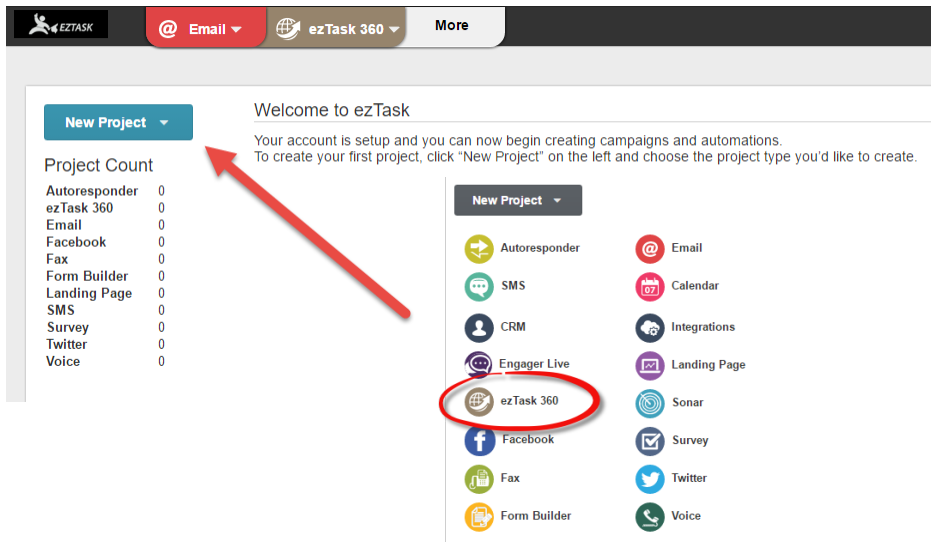 EZTASK
Email
ezTask 360
More
New Project
Welcome to ezTask
Your account is setup and you can now begin creating campaigns and automations.
To create your first project, click “New Project” on the left and choose the project type you’d like to create.
Project Count
Autoresponder 0
ezTask 360 0
Email 0
Facebook 0
Fax 0
Form Builder 0
Landing Page 0
SMS 0
Survey 0
Twitter 0
Voice 0
New Project
Autoresponder
Email
SMS
07
Calendar
CRM
Integrations
Engager Live
Landing Page
ezTask 360
Sonar
Facebook
Survey
Fax
Twitter
Form Builder
Voice